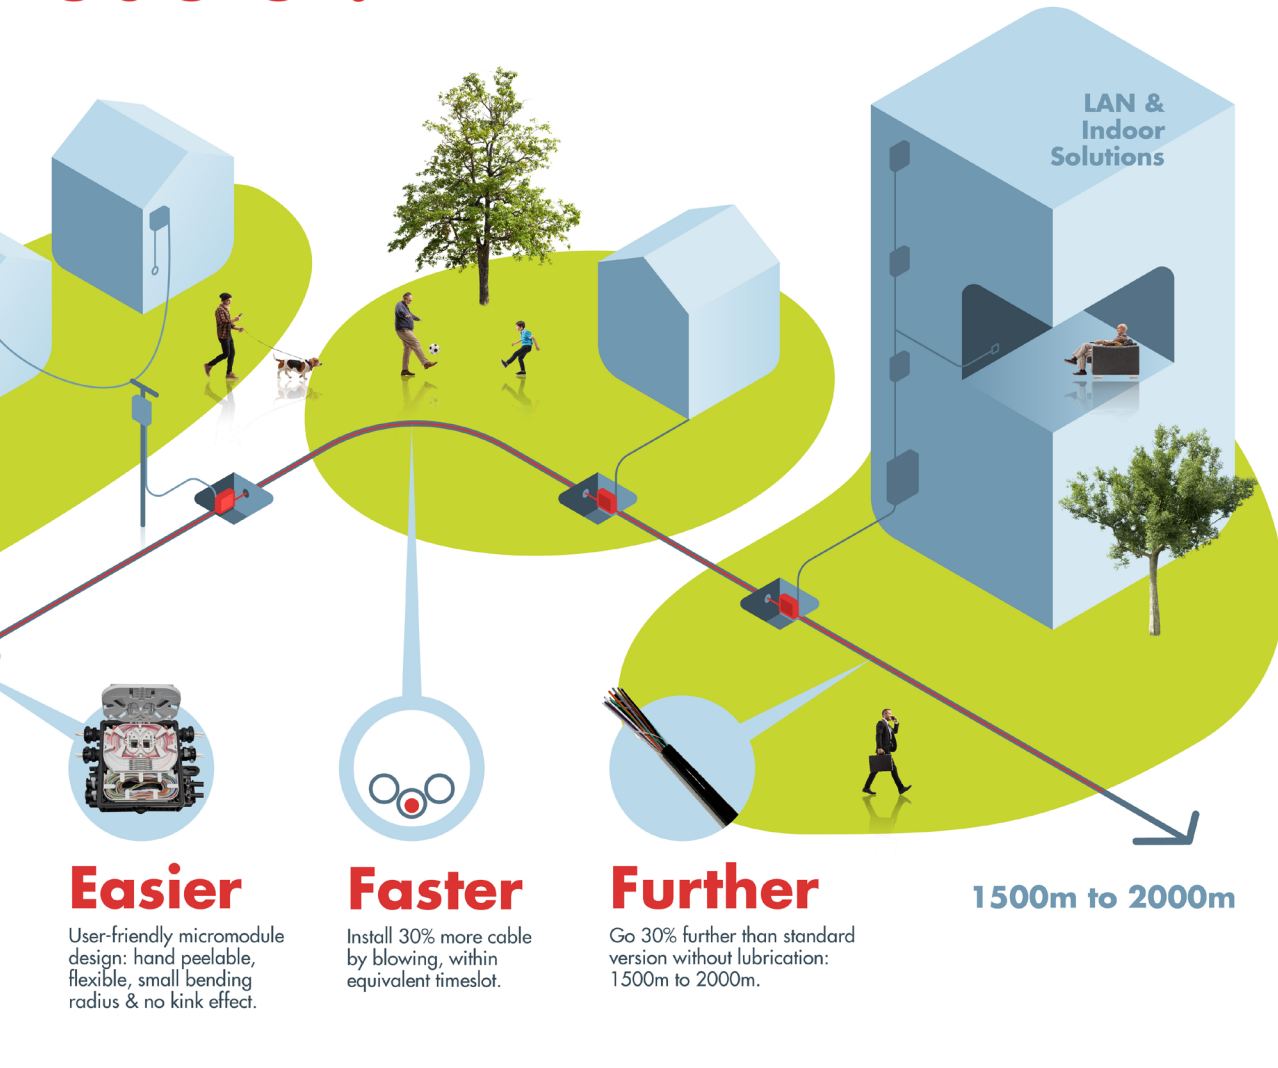 LAN &
Indoor
Solutions
Easier
User-friendly micromodule
design: hand peelable,
flexible, small bending
radius & no kink effect.
Faster
Install 30% more cable
by blowing, within
equivalent timeslot.
Further
Go 30% further than standard
version without lubrication:
1500m to 2000m.
1500m to 2000m